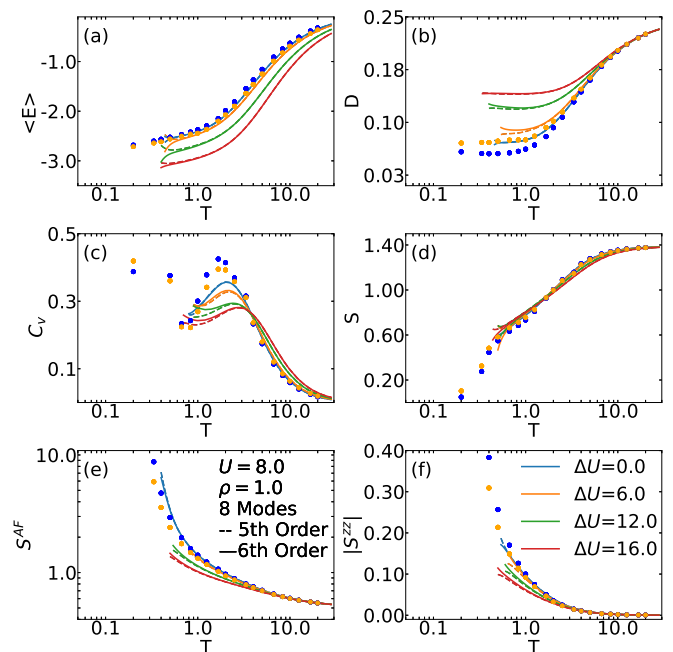 (a)
-1.0
-2.0
-3.0
<E>
0.1 1.0 10.0
T
(b)
0.25
0.18
0.10
0.03
D
0.1 1.0 10.0
T
(c)
0.5
0.3
0.1
Cv
0.1 1.0 10.0
T
(d)
1.40
1.00
0.60
0.20
S
0.1 1.0 10.0
T
(e)
10.0
1.0
S^AF
U=8.0
ρ=1.0
8 Modes
-- 5th Order
—6th Order
0.1 1.0 10.0
T
(f)
0.40
0.30
0.20
0.10
0.00
|S^zz|
ΔU=0.0
ΔU=6.0
ΔU=12.0
ΔU=16.0
0.1 1.0 10.0
T